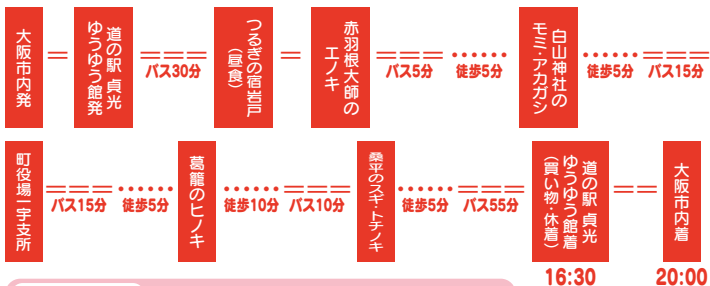 大阪市内発
道の駅 貞光
ゆうゆう館発
バス30分
つるぎの宿岩戸
(昼食)
赤羽根大師の
エノキ
バス5分
徒歩5分
白山神社の
モミ・アカガシ
徒歩5分
バス15分
町役場一宇支所
バス15分
徒歩5分
葛籠のヒノキ
徒歩10分
バス10分
桑平のスギ・トチノキ
徒歩5分
バス55分
道の駅 貞光
ゆうゆう館着
(買い物・休着)
16:30
大阪市内着
20:00